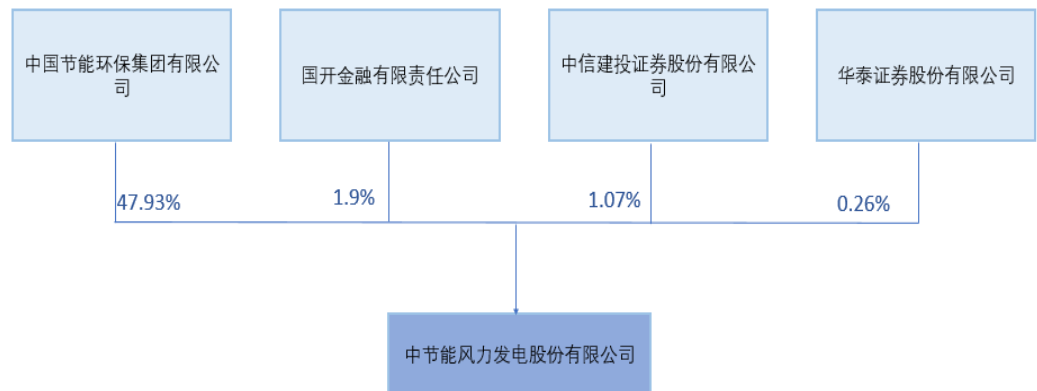 中国节能环保集团有限公
司
国开金融有限责任公司
中信建投证券股份有限公
司
华泰证券股份有限公司
47.93%
1.9%
1.07%
0.26%
中节能风力发电股份有限公司